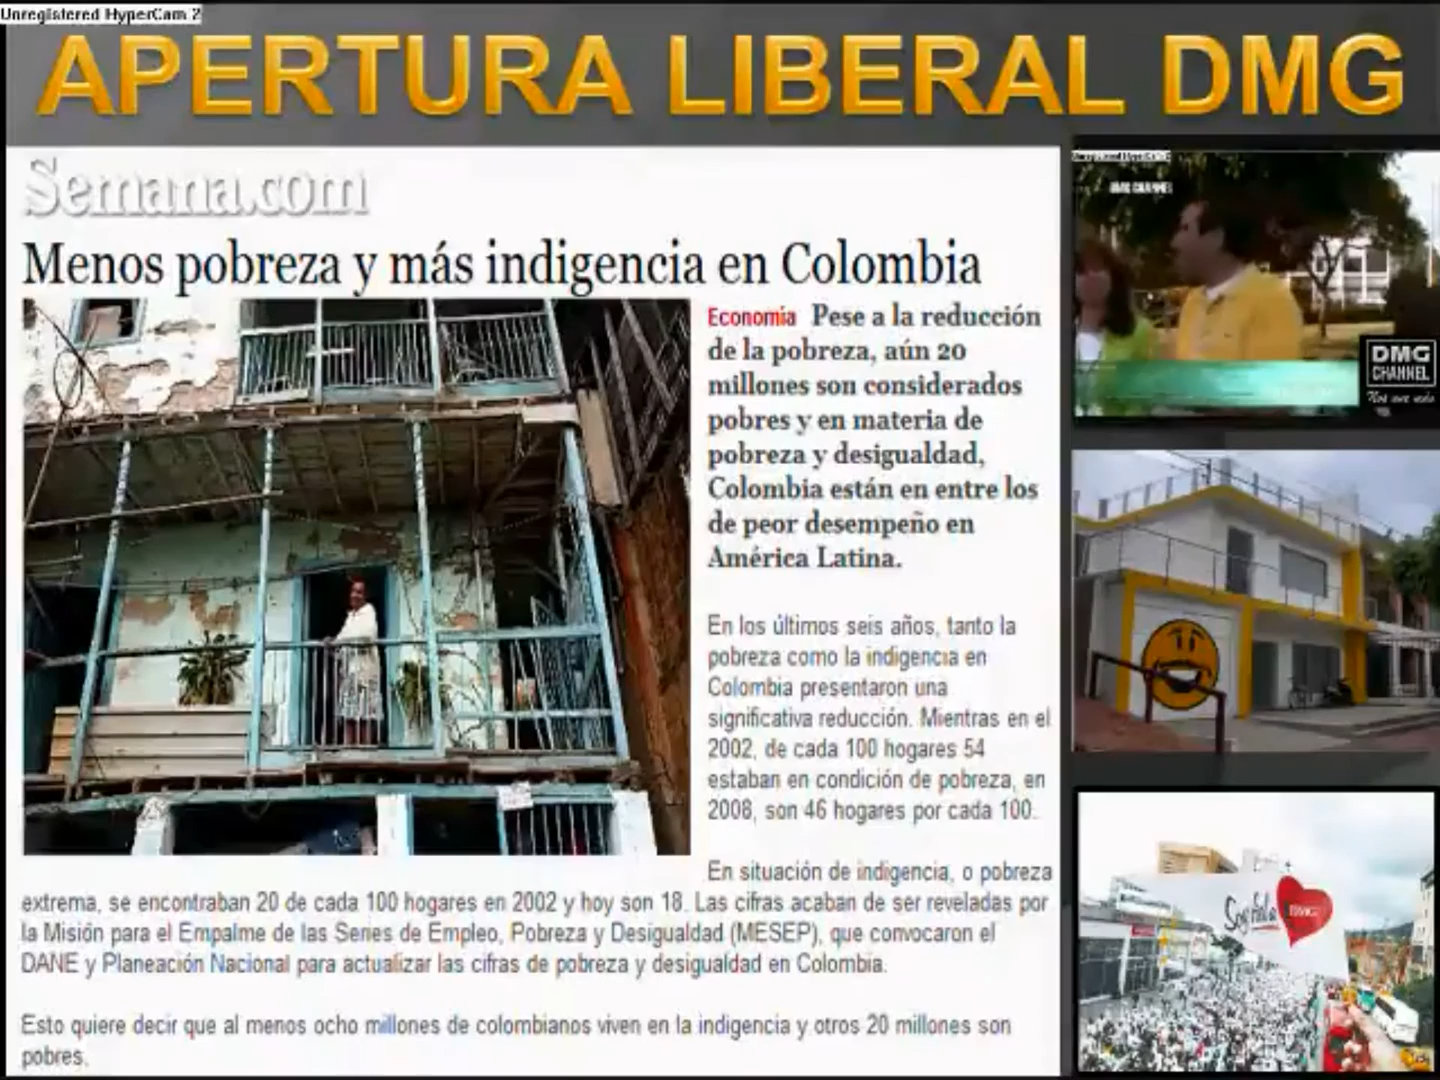 Unregistered HyperCam 2
APERTURA LIBERAL DMG
Semana.com
Menos pobreza y más indigencia en Colombia
Economia Pese a la reducción
de la pobreza, aún 20
millones son considerados
pobres y en materia de
pobreza y desigualdad,
Colombia están en entre los
de peor desempeño en
América Latina.
En los últimos seis años, tanto la
pobreza como la indigencia en
Colombia presentaron una
significativa reducción. Mientras en el
2002, de cada 100 hogares 54
estaban en condición de pobreza, en
2008, son 46 hogares por cada 100.
En situación de indigencia, o pobreza
extrema, se encontraban 20 de cada 100 hogares en 2002 y hoy son 18. Las cifras acaban de ser reveladas por
la Misión para el Empalme de las Series de Empleo, Pobreza y Desigualdad (MESEP), que convocaron el
DANE y Planeación Nacional para actualizar las cifras de pobreza y desigualdad en Colombia.
Esto quiere decir que al menos ocho millones de colombianos viven en la indigencia y otros 20 millones son
pobres.
DMG CHANNEL
DMG
CHANNEL
DMG